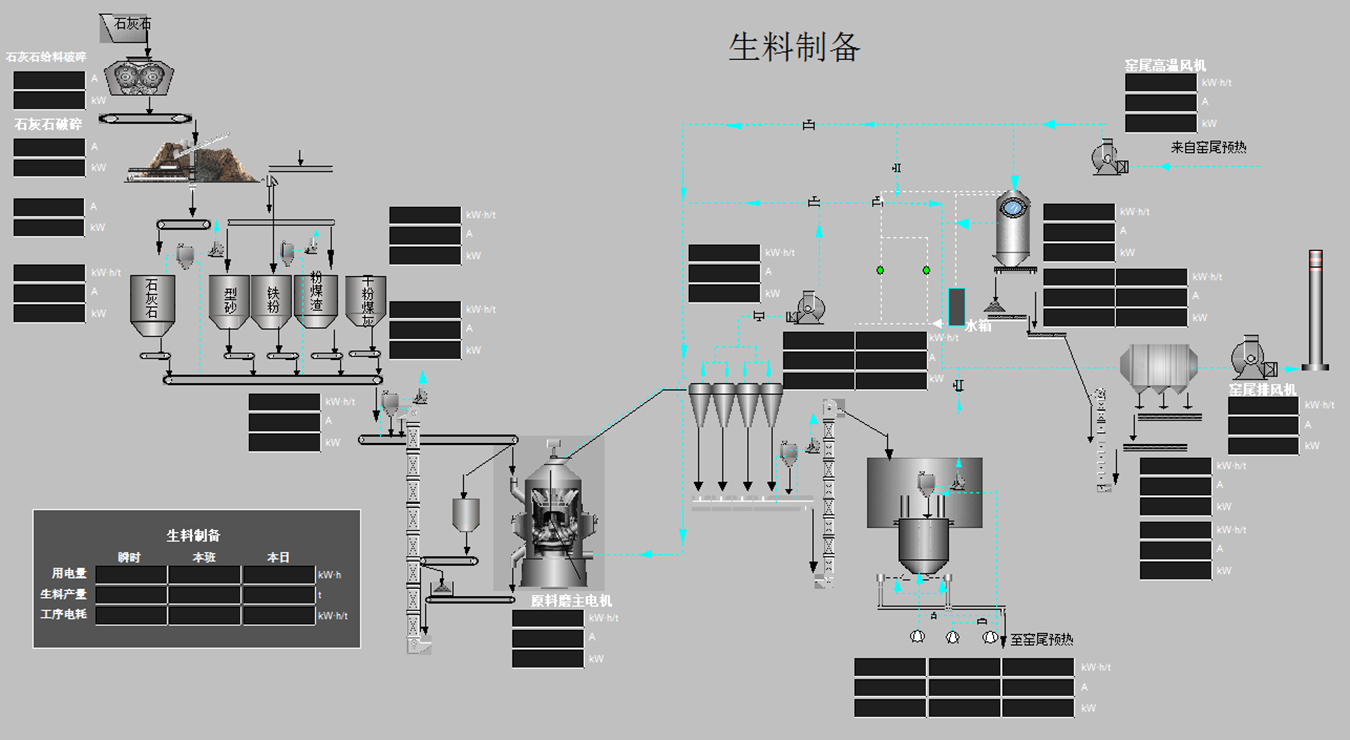 生料制备
石灰石
石灰石给料破碎
A
kW
石灰石破碎
A
kW
A
kW
kW·h/t
A
kW
石灰石
型砂
铁粉
粉煤渣
干粉煤灰
kW·h/t
A
kW
kW·h/t
A
kW
kW·h/t
A
kW
生料制备
瞬时 本班 本日
用电量 kW·h
生料产量 t
工序电耗 kW·h/t
原料磨主电机
kW·h/t
A
kW
kW·h/t
A
kW
kW·h/t
A
kW
水箱
窑尾高温风机
kW·h/t
A
kW
来自窑尾预热
kW·h/t
A
kW
kW·h/t
A
kW
窑尾排风机
kW·h/t
A
kW
kW·h/t
A
kW
kW·h/t
A
kW
至窑尾预热
kW·h/t
A
kW